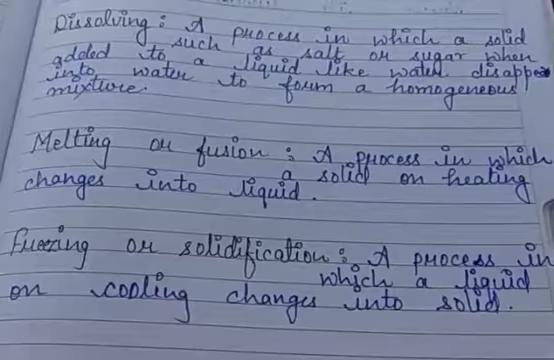 Dissolving : A process in which a solid
such as salt or sugar when
added to a liquid like water disappe
into water to form a homogeneous
mixture.
Melting or fusion : A process in which
a solid on heating
changes into liquid.
Freezing or solidification : A process in
which a liquid
on cooling changes into solid.